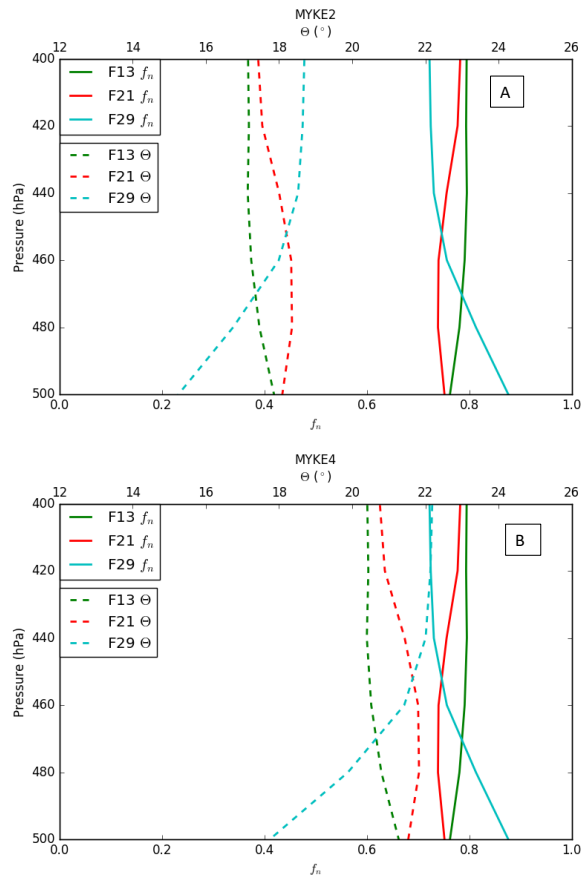 MYKE2
Θ (°)
12 14 16 18 20 22 24 26
400
420
440
460
480
500
Pressure (hPa)
F13 fₙ
F21 fₙ
F29 fₙ
F13 Θ
F21 Θ
F29 Θ
A
0.0 0.2 0.4 0.6 0.8 1.0
fₙ
MYKE4
Θ (°)
12 14 16 18 20 22 24 26
400
420
440
460
480
500
Pressure (hPa)
F13 fₙ
F21 fₙ
F29 fₙ
F13 Θ
F21 Θ
F29 Θ
B
0.0 0.2 0.4 0.6 0.8 1.0
fₙ